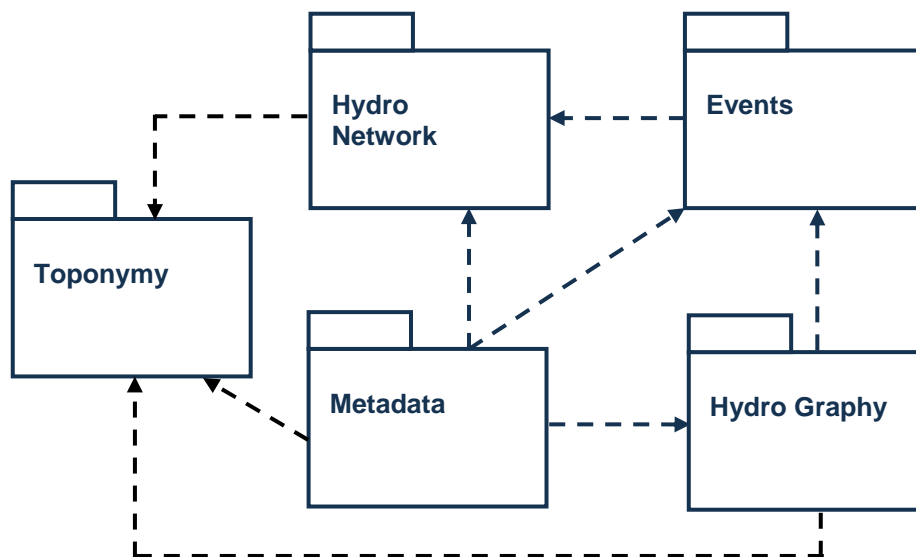 Hydro
Network
Events
Toponymy
Metadata
Hydro Graphy